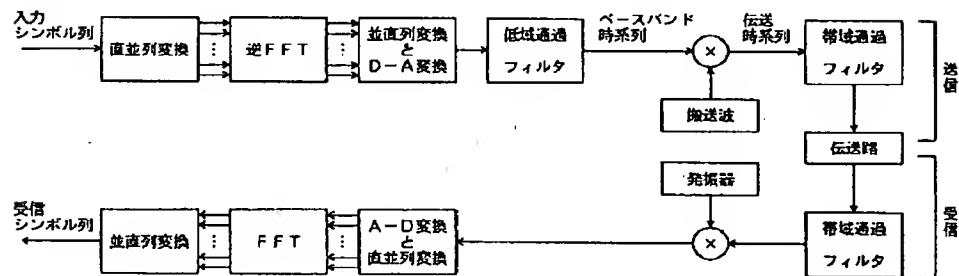 入力
シンボル列
直並列変換
逆FFT
並直列変換
と
D-A変換
低域通過
フィルタ
ベースバンド
時系列
×
伝送
時系列
帯域通過
フィルタ
送信
搬送波
伝送路
発振器
受信
シンボル列
並直列変換
FFT
A-D変換
と
直並列変換
×
帯域通過
フィルタ
受信